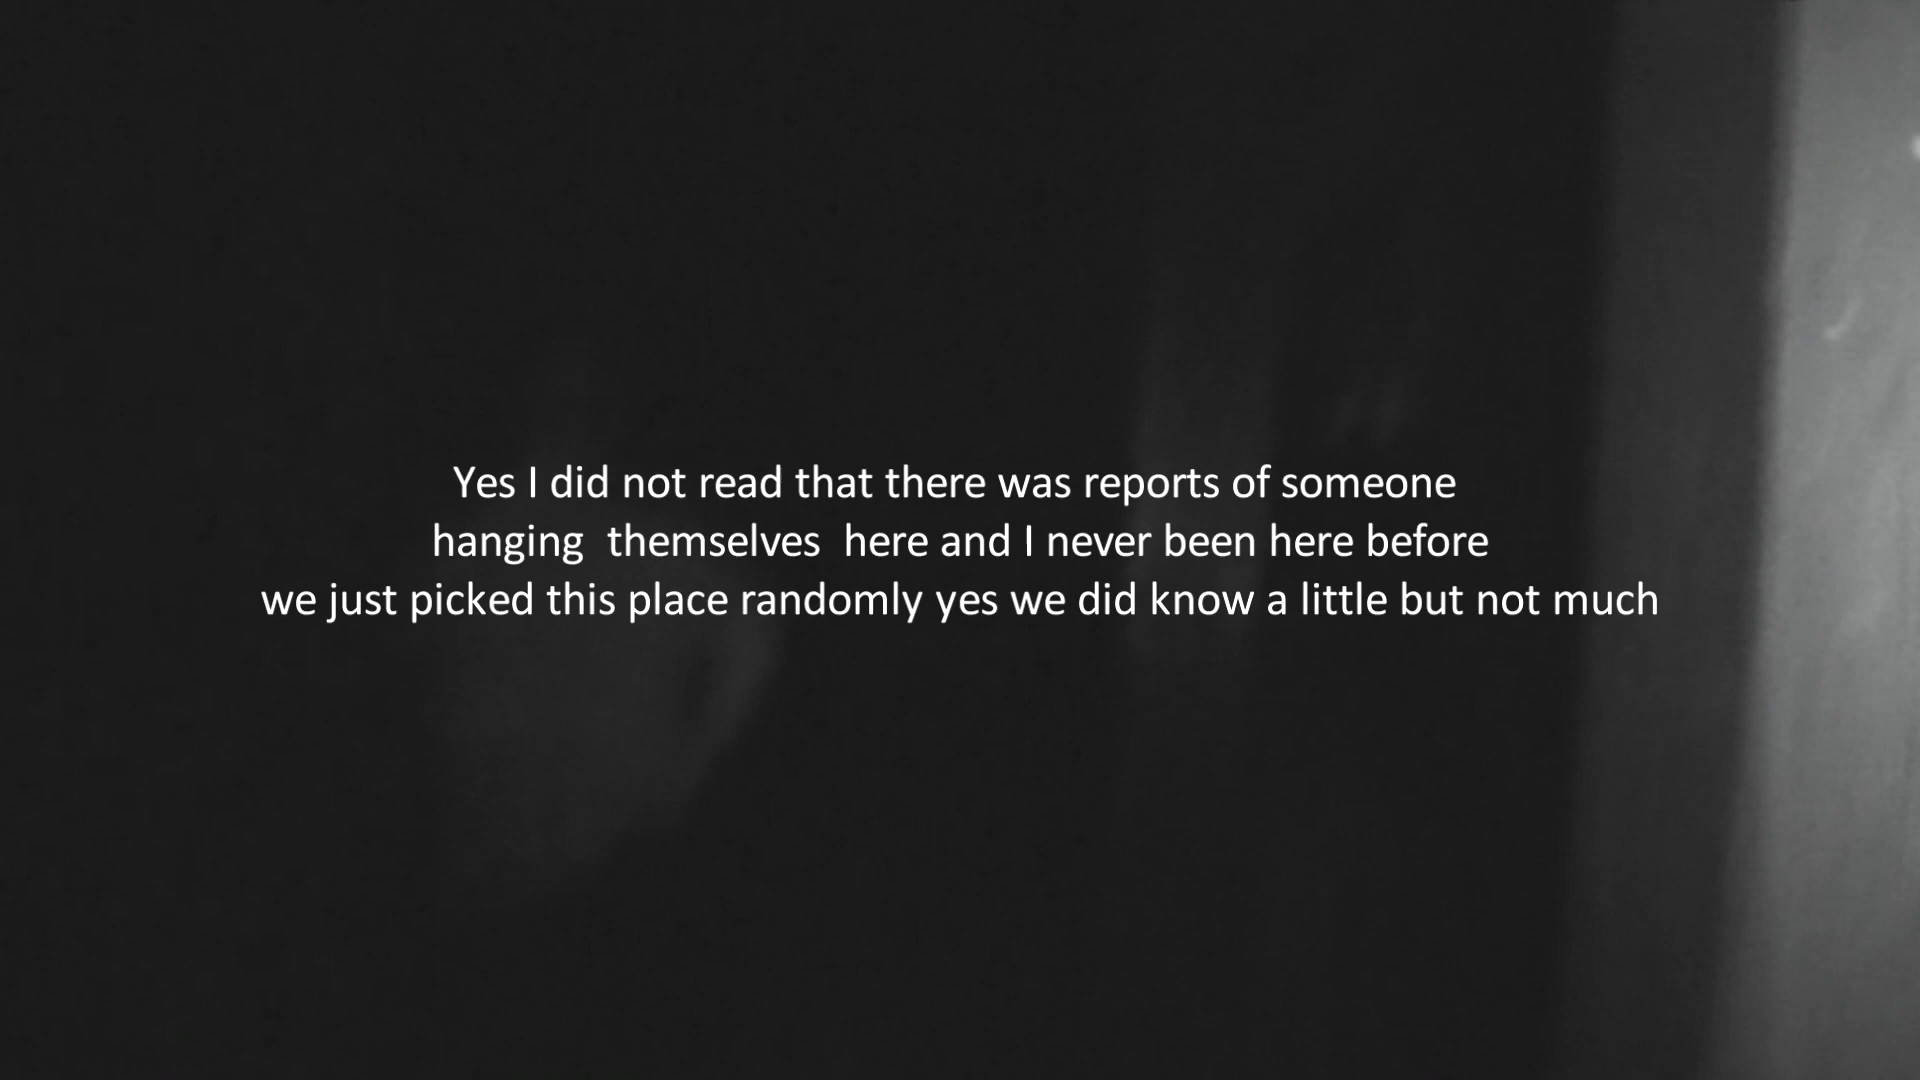 Yes I did not read that there was reports of someone
hanging  themselves  here and I never been here before
we just picked this place randomly yes we did know a little but not much